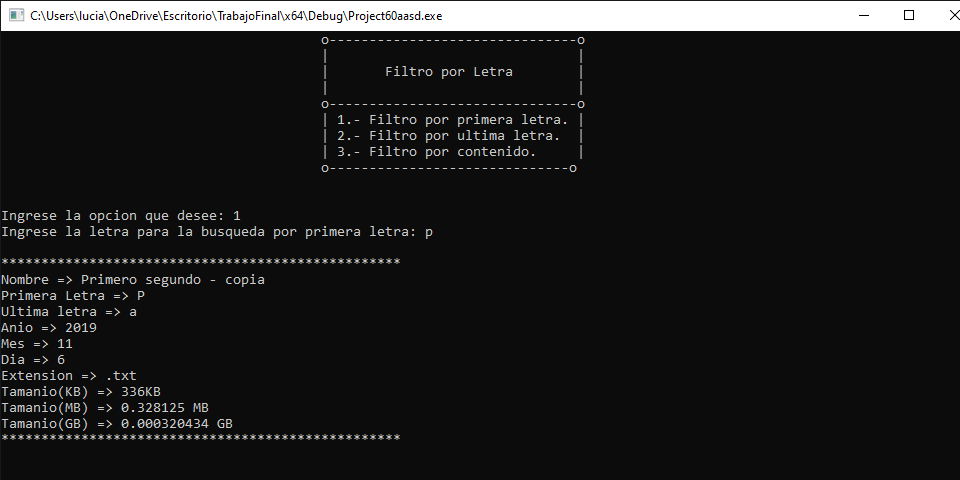 C:\Users\lucia\OneDrive\Escritorio\TrabajoFinal\x64\Debug\Project60aasd.exe
o-------------------------------o
|                               |
|       Filtro por Letra        |
|                               |
o-------------------------------o
| 1.- Filtro por primera letra. |
| 2.- Filtro por ultima letra.  |
| 3.- Filtro por contenido.     |
o------------------------------o
Ingrese la opcion que desee: 1
Ingrese la letra para la busqueda por primera letra: p
**************************************************
Nombre => Primero segundo - copia
Primera Letra => P
Ultima letra => a
Anio => 2019
Mes => 11
Dia => 6
Extension => .txt
Tamanio(KB) => 336KB
Tamanio(MB) => 0.328125 MB
Tamanio(GB) => 0.000320434 GB
**************************************************